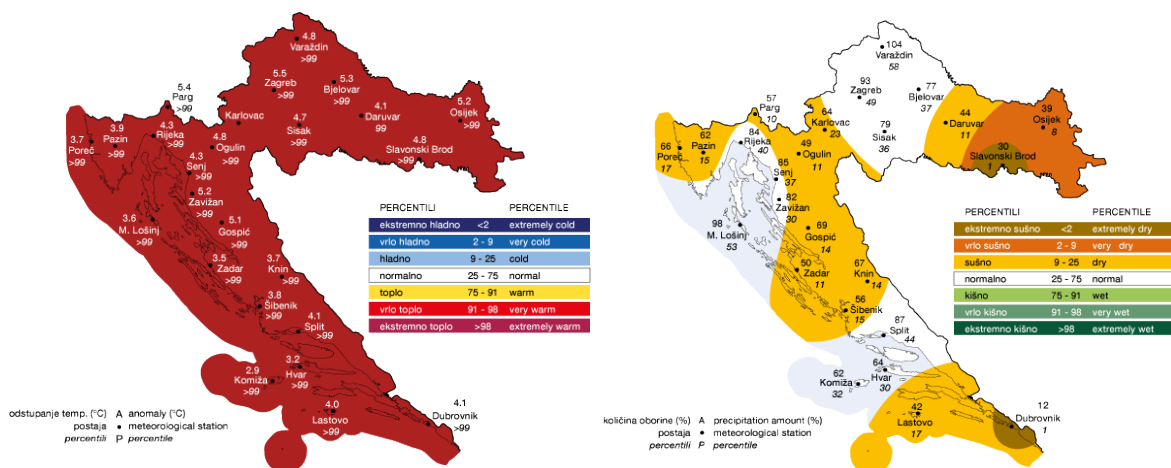 4.8
Varaždin
>99
5.5
Zagreb
>99
5.3
Bjelovar
>99
5.4
Parg
>99
4.1
Daruvar
99
5.2
Osijek
>99
Karlovac
4.7
Sisak
>99
4.8
Slavonski Brod
>99
3.7
Poreč
>99
3.9
Pazin
>99
4.3
Rijeka
>99
4.8
Ogulin
>99
4.3
Senj
>99
5.2
Zavižan
>99
3.6
M. Lošinj
>99
5.1
Gospić
>99
3.5
Zadar
>99
3.7
Knin
>99
3.8
Šibenik
>99
4.1
Split
>99
2.9
Komiža
>99
3.2
Hvar
>99
4.0
Lastovo
>99
4.1
Dubrovnik
>99
PERCENTILI PERCENTILE
ekstremno hladno <2 extremely cold
vrlo hladno 2 - 9 very cold
hladno 9 - 25 cold
normalno 25 - 75 normal
toplo 75 - 91 warm
vrlo toplo 91 - 98 very warm
ekstremno toplo >98 extremely warm
odstupanje temp. (°C) A anomaly (°C)
postaja ● meteorological station
percentili P percentile
104
Varaždin
58
93
Zagreb
49
77
Bjelovar
37
57
Parg
10
64
Karlovac
23
79
Sisak
36
44
Daruvar
11
39
Osijek
8
30
Slavonski Brod
1
66
Poreč
17
62
Pazin
15
84
Rijeka
40
49
Ogulin
11
85
Senj
37
82
Zavižan
30
98
M. Lošinj
53
69
Gospić
14
50
Zadar
11
67
Knin
14
56
Šibenik
15
87
Split
44
62
Komiža
32
64
Hvar
30
42
Lastovo
17
12
Dubrovnik
1
PERCENTILI PERCENTILE
ekstremno sušno <2 extremely dry
vrlo sušno 2 - 9 very dry
sušno 9 - 25 dry
normalno 25 - 75 normal
kišno 75 - 91 wet
vrlo kišno 91 - 98 very wet
ekstremno kišno >98 extremely wet
količina oborine (%) A precipitation amount (%)
postaja ● meteorological station
percentili P percentile